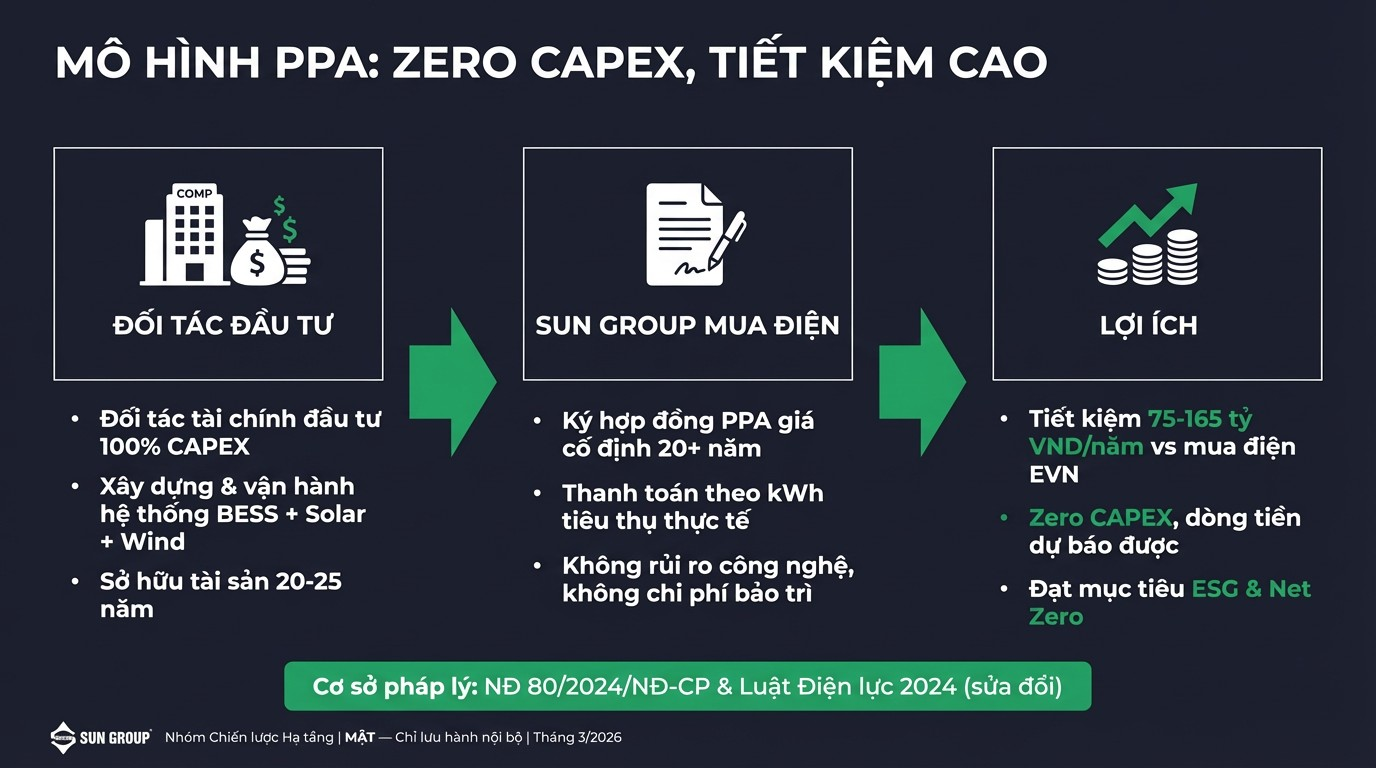 MÔ HÌNH PPA: ZERO CAPEX, TIẾT KIỆM CAO
COMP
$
$
$
ĐỐI TÁC ĐẦU TƯ
• Đối tác tài chính đầu tư
100% CAPEX
• Xây dựng & vận hành
hệ thống BESS + Solar
+ Wind
• Sở hữu tài sản 20-25
năm
SUN GROUP MUA ĐIỆN
• Ký hợp đồng PPA giá
cố định 20+ năm
• Thanh toán theo kWh
tiêu thụ thực tế
• Không rủi ro công nghệ,
không chi phí bảo trì
LỢI ÍCH
• Tiết kiệm 75-165 tỷ
VND/năm vs mua điện
EVN
• Zero CAPEX, dòng tiền
dự báo được
• Đạt mục tiêu ESG & Net
Zero
Cơ sở pháp lý: NĐ 80/2024/NĐ-CP & Luật Điện lực 2024 (sửa đổi)
SUN GROUP
Nhóm Chiến lược Hạ tầng | MẬT — Chỉ lưu hành nội bộ | Tháng 3/2026